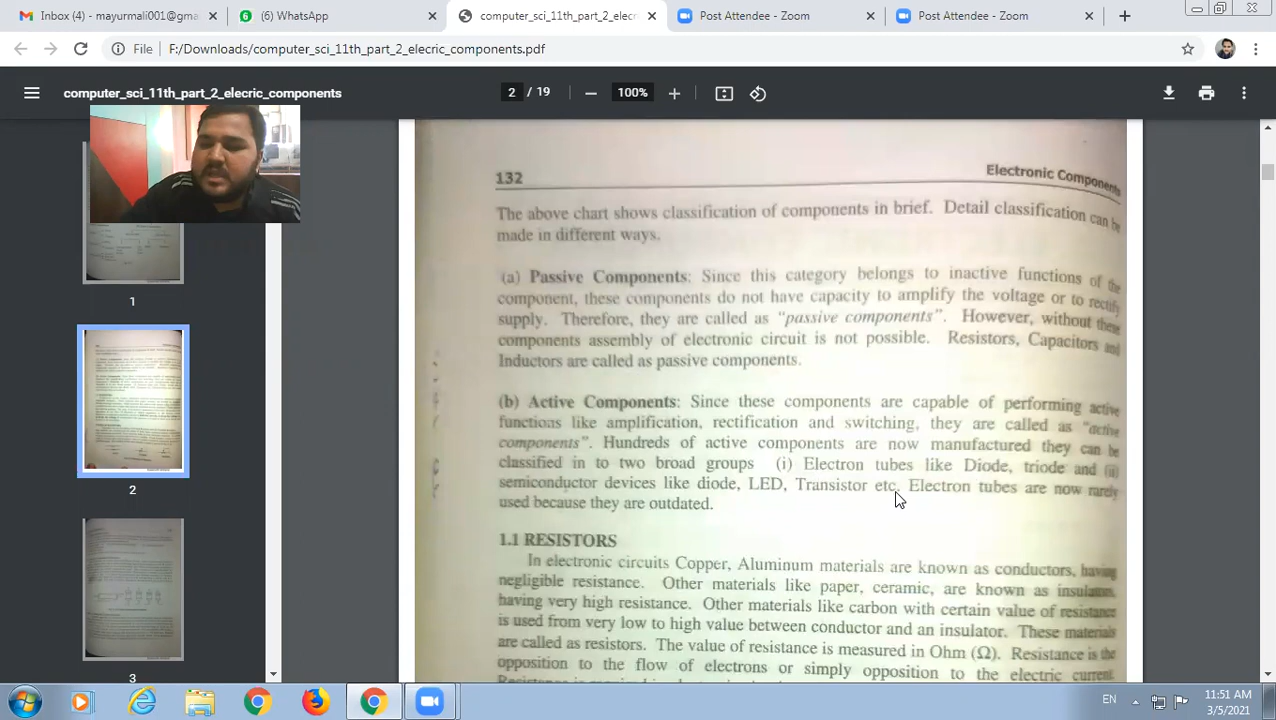 Inbox (3,414) - mayurmali001@gma
(6) WhatsApp
computer_sci_11th_part_2_elecric
Post Attendee - Zoom
Post Attendee - Zoom
File
F:/Downloads/computer_sci_11th_part_2_elecric_components.pdf
computer_sci_11th_part_2_elecric_components
2 / 19
100%
1
2
3
132
Electronic Components
The above chart shows classification of components in brief. Detail classification can be
made in different ways.
(a) Passive Components: Since this category belongs to inactive functions of the
component, these components do not have capacity to amplify the voltage or to rectify
supply. Therefore, they are called as "passive components". However, without these
components assembly of electronic circuit is not possible. Resistors, Capacitors and
Inductors are called as passive components.
(b) Active Components: Since these components are capable of performing active
functions like amplification, rectification and switching, they are called as "active
components". Hundreds of active components are now manufactured they can be
classified in to two broad groups (i) Electron tubes like Diode, triode and (ii)
semiconductor devices like diode, LED, Transistor etc. Electron tubes are now rarely
used because they are outdated.
1.1 RESISTORS
In electronic circuits Copper, Aluminum materials are known as conductors, having
negligible resistance. Other materials like paper, ceramic, are known as insulators,
having very high resistance. Other materials like carbon with certain value of resistance
is used from very low to high value between conductor and an insulator. These materials
are called as resistors. The value of resistance is measured in Ohm (Ω). Resistance is the
opposition to the flow of electrons or simply opposition to the electric current.
EN
11:51 AM
3/5/2021